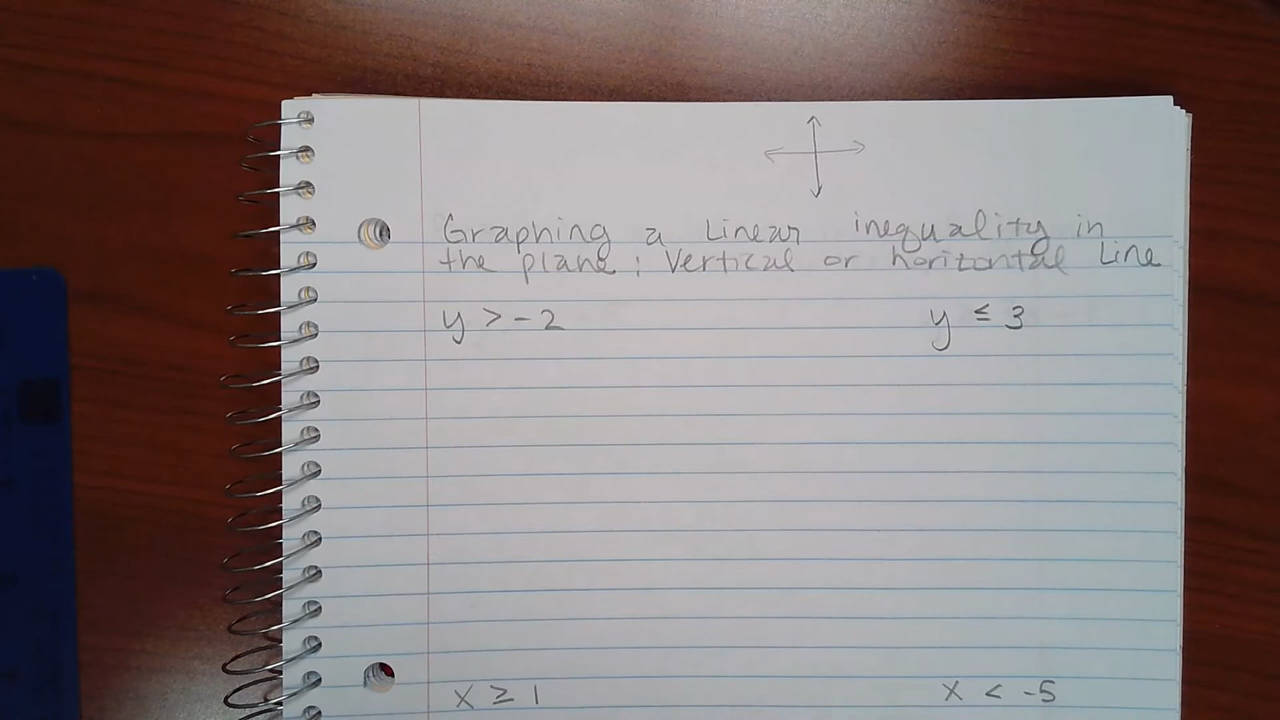 Graphing a Linear inequality in
the plane: Vertical or horizontal Line
y > -2 y ≤ 3
x ≥ 1 x < -5